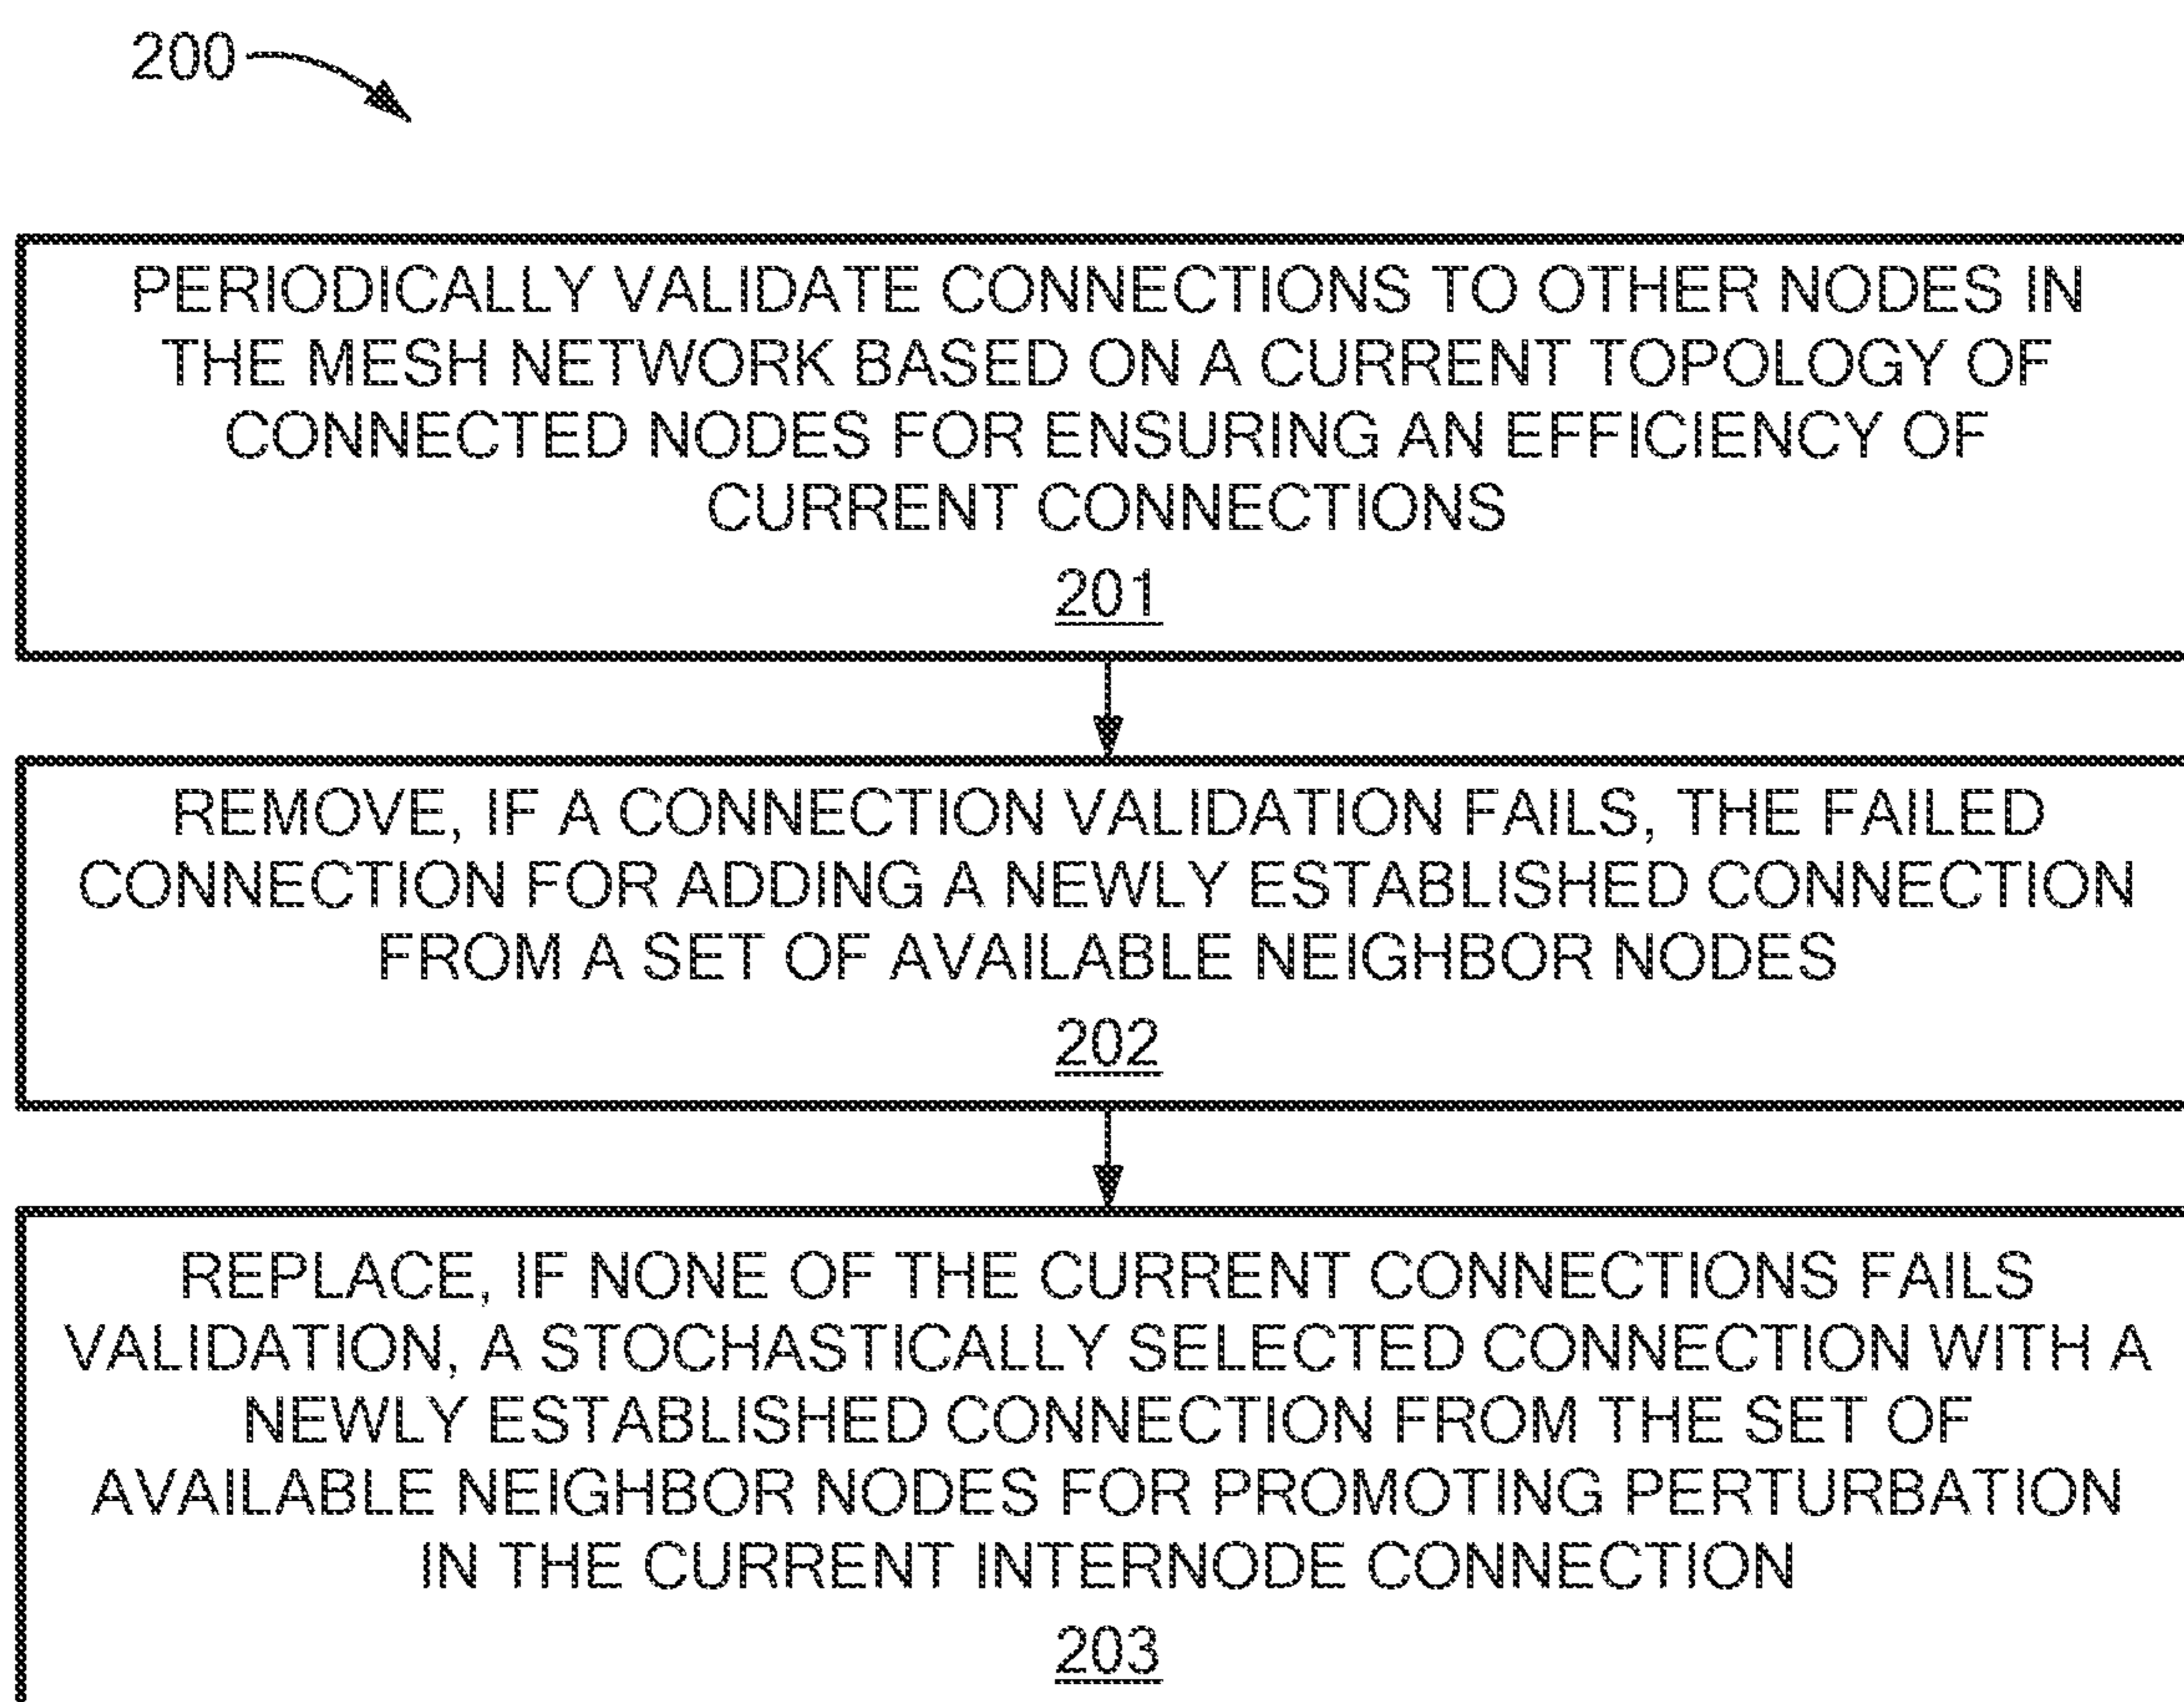 200
PERIODICALLY VALIDATE CONNECTIONS TO OTHER NODES IN
THE MESH NETWORK BASED ON A CURRENT TOPOLOGY OF
CONNECTED NODES FOR ENSURING AN EFFICIENCY OF
CURRENT CONNECTIONS
201
REMOVE, IF A CONNECTION VALIDATION FAILS, THE FAILED
CONNECTION FOR ADDING A NEWLY ESTABLISHED CONNECTION
FROM A SET OF AVAILABLE NEIGHBOR NODES
202
REPLACE, IF NONE OF THE CURRENT CONNECTIONS FAILS
VALIDATION, A STOCHASTICALLY SELECTED CONNECTION WITH A
NEWLY ESTABLISHED CONNECTION FROM THE SET OF
AVAILABLE NEIGHBOR NODES FOR PROMOTING PERTURBATION
IN THE CURRENT INTERNODE CONNECTION
203